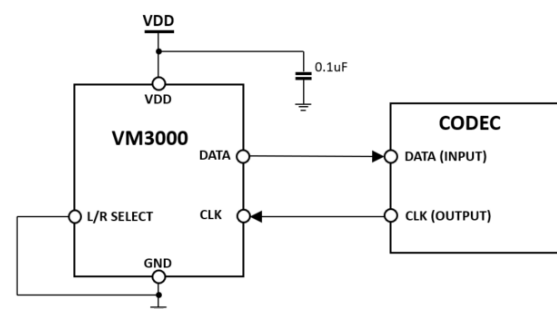 VDD
0.1uF
VDD
VM3000
CODEC
DATA
DATA (INPUT)
L/R SELECT
CLK
CLK (OUTPUT)
GND